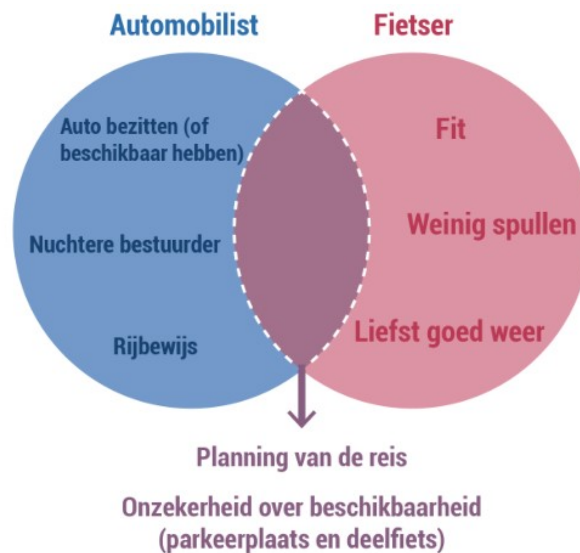 Automobilist
Fietser
Auto bezitten (of
beschikbaar hebben)
Fit
Weinig spullen
Nuchtere bestuurder
Liefst goed weer
Rijbewijs
Planning van de reis
Onzekerheid over beschikbaarheid
(parkeerplaats en deelfiets)